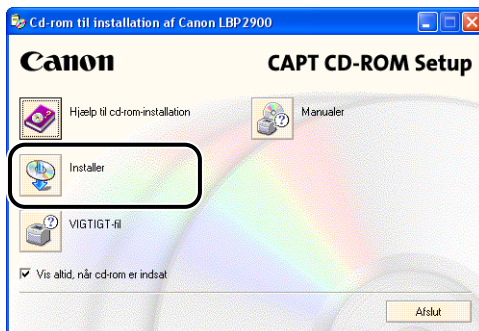 Cd-rom til installation af Canon LBP2900
Canon
CAPT CD-ROM Setup
Hjælp til cd-rom-installation
Manualer
Installer
VIGTIGT-fil
Vis altid, når cd-rom er indsat
Afslut